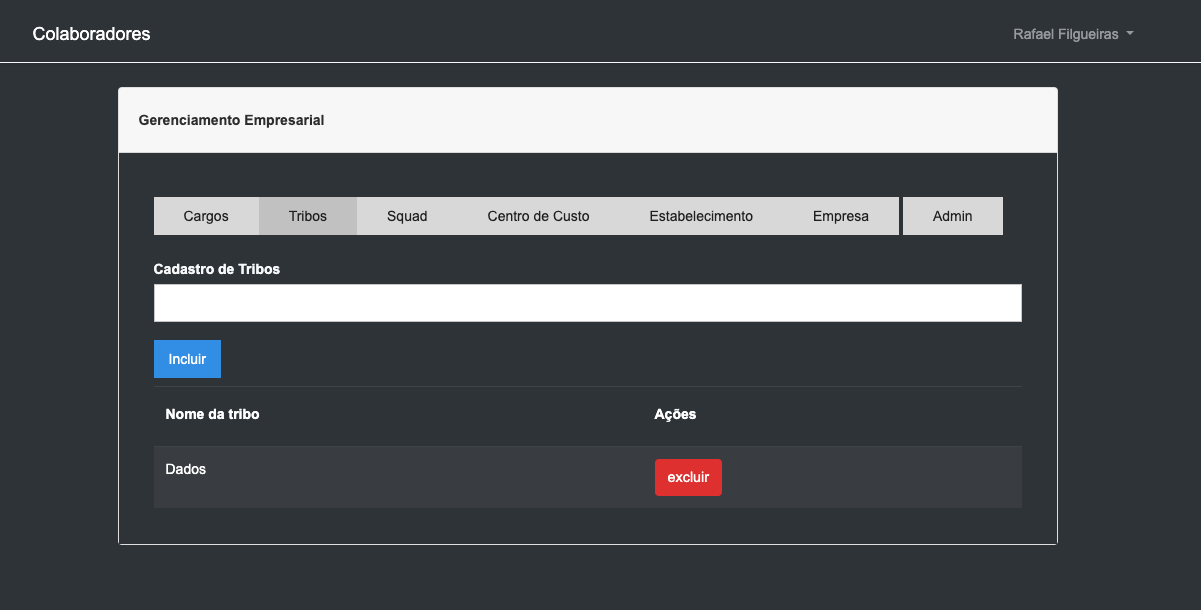 Colaboradores Rafael Filgueiras
Gerenciamento Empresarial
Cargos Tribos Squad Centro de Custo Estabelecimento Empresa Admin
Cadastro de Tribos
Incluir
Nome da tribo Ações
Dados excluir